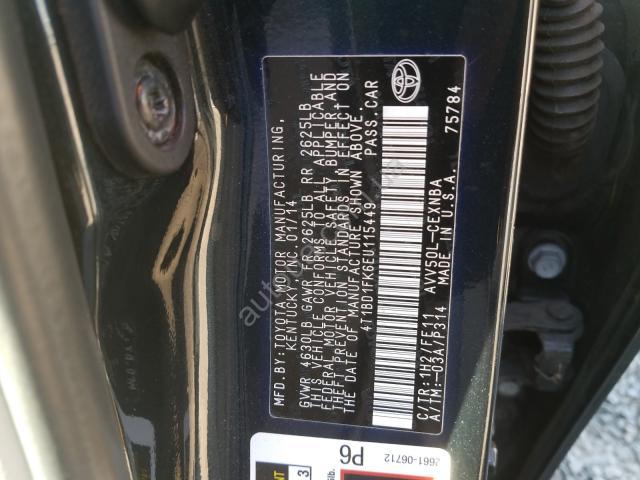 MFD.BY:TOYOTA MOTOR MANUFACTURING,
KENTUCKY, INC 01/14
GVWR 4630LB GAWR FR 2625LB RR 2625LB
THIS VEHICLE CONFORMS TO ALL APPLICABLE
FEDERAL MOTOR VEHICLE SAFETY, BUMPER, AND
THEFT PREVENTION STANDARDS IN EFFECT ON
THE DATE OF MANUFACTURE SHOWN ABOVE.
4T1BD1FK6EU115449 PASS.CAR
C/TR:1H2/FE11 AVV50L-CEXNBA
A/TM:-03A/P314 MADE IN U.S.A. 75784
P6
2661-06712
3